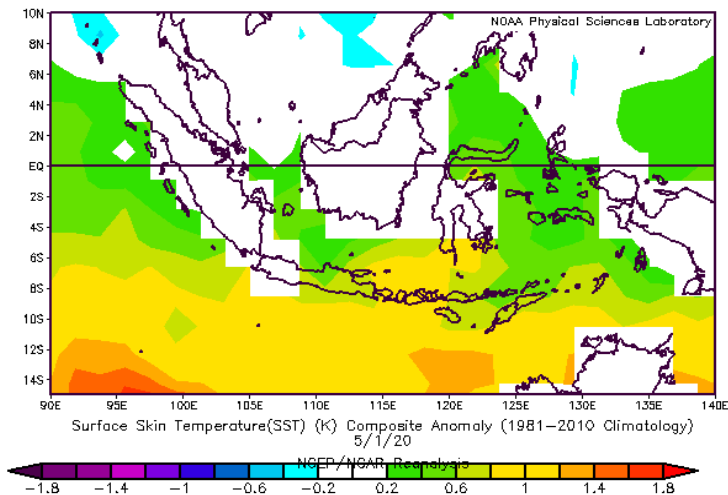 NOAA Physical Sciences Laboratory
10N
8N
6N
4N
2N
EQ
2S
4S
6S
8S
10S
12S
14S
90E 95E 100E 105E 110E 115E 120E 125E 130E 135E 140E
Surface Skin Temperature(SST) (K) Composite Anomaly (1981-2010 Climatology)
5/1/20
NCEP/NCAR Reanalysis
-1.8 -1.4 -1 -0.6 -0.2 0.2 0.6 1 1.4 1.8